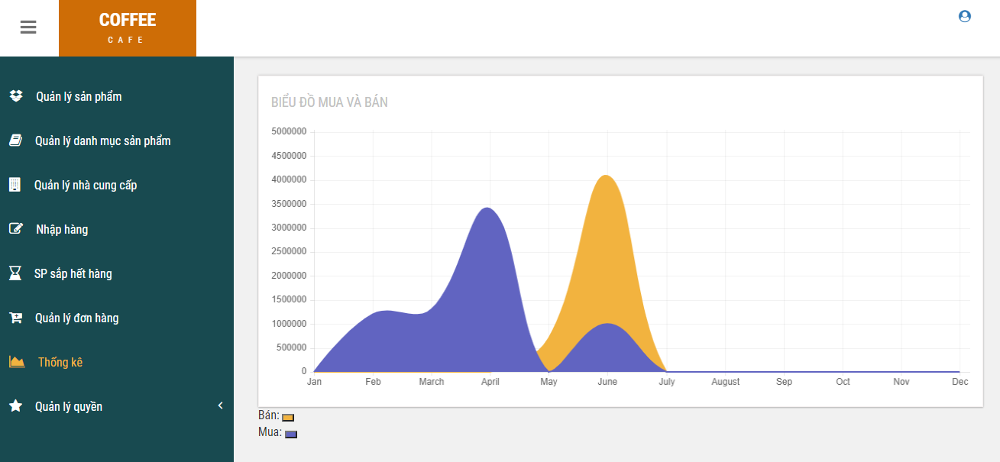 COFFEE
CAFE
Quản lý sản phẩm
Quản lý danh mục sản phẩm
Quản lý nhà cung cấp
Nhập hàng
SP sắp hết hàng
Quản lý đơn hàng
Thống kê
Quản lý quyền
BIỂU ĐỒ MUA VÀ BÁN
5000000
4500000
4000000
3500000
3000000
2500000
2000000
1500000
1000000
500000
0
Jan Feb March April May June July August Sep Oct Nov Dec
Bán:
Mua: